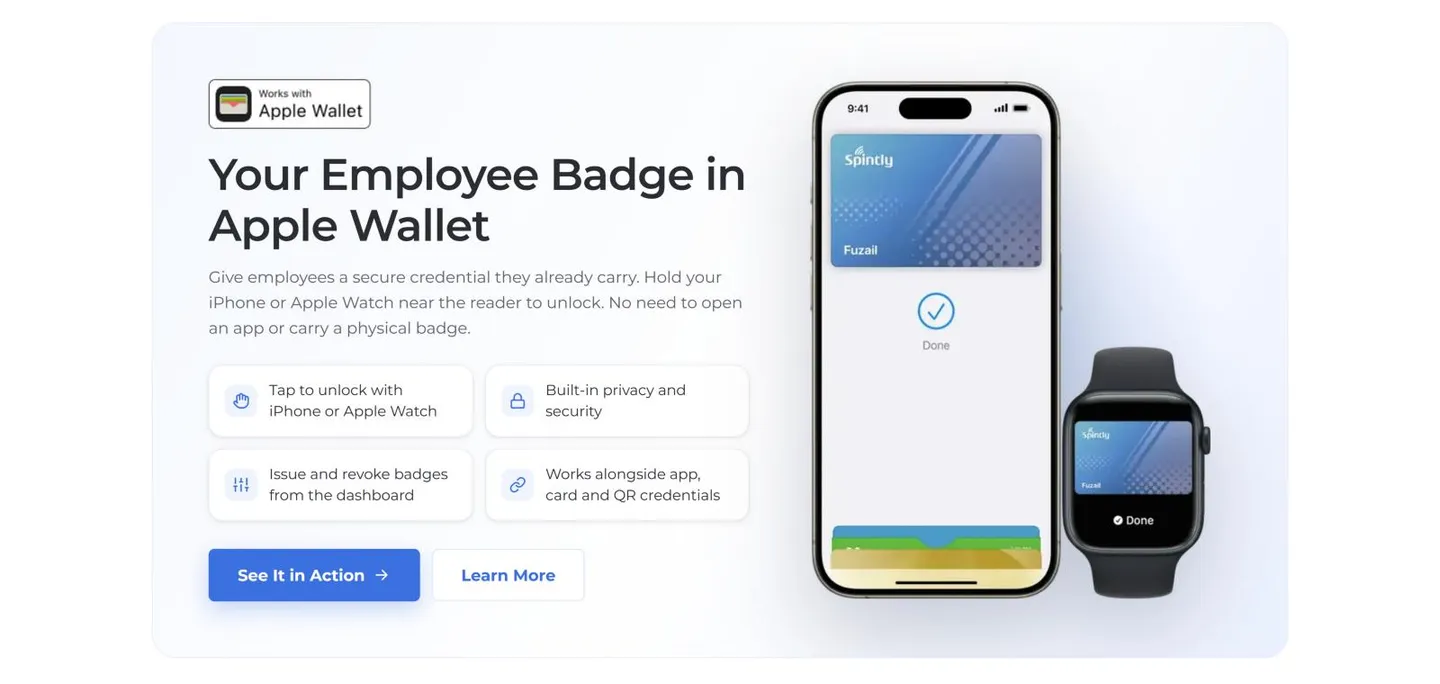 Works with
Apple Wallet
Your Employee Badge in
Apple Wallet
Give employees a secure credential they already carry. Hold your
iPhone or Apple Watch near the reader to unlock. No need to open
an app or carry a physical badge.
Tap to unlock with
iPhone or Apple Watch
Built-in privacy and
security
Issue and revoke badges
from the dashboard
Works alongside app,
card and QR credentials
See It in Action →
Learn More
9:41
Spintly
Fuzail
Done
Spintly
Fuzail
Done